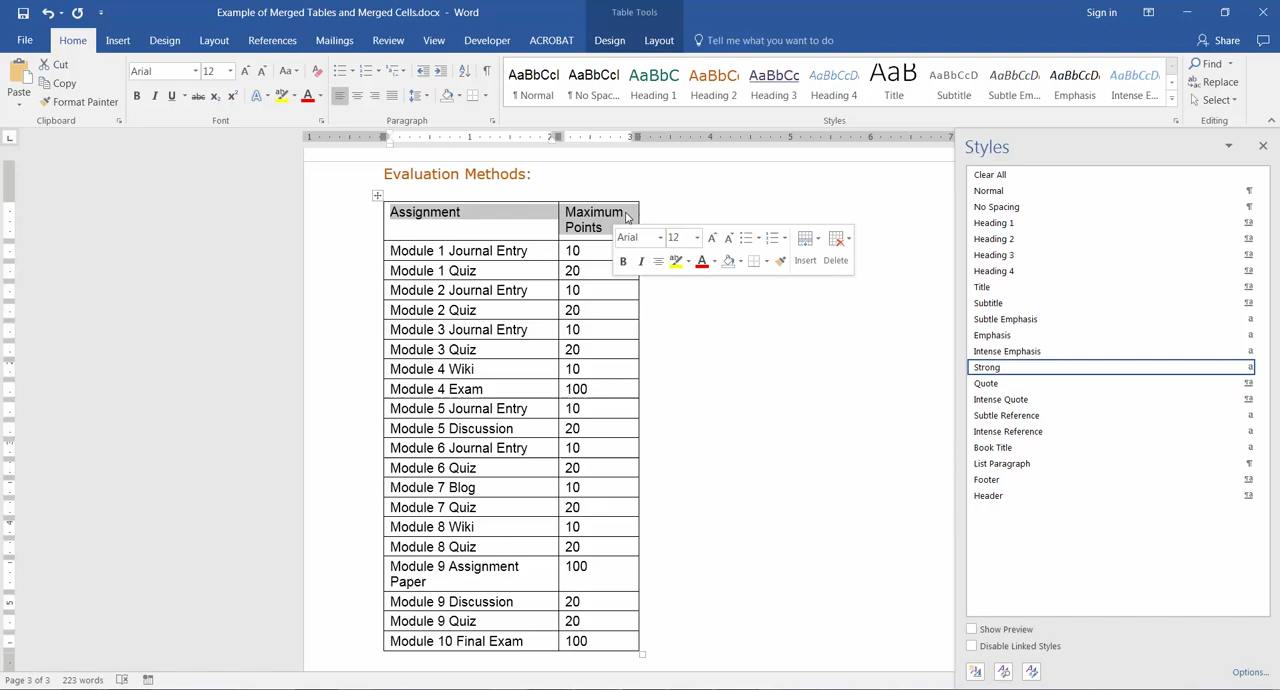 Example of Merged Tables and Merged Cells.docx - Word
Table Tools
Sign in
File Home Insert Design Layout References Mailings Review View Developer ACROBAT Design Layout Tell me what you want to do Share
Paste
Cut
Copy
Format Painter
Clipboard
Arial 12
Font
Paragraph
AaBbCcI AaBbCcI AaBbC AaBbC AaBbCc AaBbCcD AaB AaBbCcD AaBbCcD AaBbCcD AaBbCcD
¶ Normal ¶ No Spac... Heading 1 Heading 2 Heading 3 Heading 4 Title Subtitle Subtle Em... Emphasis Intense E...
Styles
Find
Replace
Select
Editing
1 1 2 3 4 5 6 7
Evaluation Methods:
Assignment Maximum Points
Module 1 Journal Entry 10
Module 1 Quiz 20
Module 2 Journal Entry 10
Module 2 Quiz 20
Module 3 Journal Entry 10
Module 3 Quiz 20
Module 4 Wiki 10
Module 4 Exam 100
Module 5 Journal Entry 10
Module 5 Discussion 20
Module 6 Journal Entry 10
Module 6 Quiz 20
Module 7 Blog 10
Module 7 Quiz 20
Module 8 Wiki 10
Module 8 Quiz 20
Module 9 Assignment 100
Paper
Module 9 Discussion 20
Module 9 Quiz 20
Module 10 Final Exam 100
Arial 12
B I Insert Delete
Styles
Clear All
Normal
No Spacing
Heading 1
Heading 2
Heading 3
Heading 4
Title
Subtitle
Subtle Emphasis
Emphasis
Intense Emphasis
Strong
Quote
Intense Quote
Subtle Reference
Intense Reference
Book Title
List Paragraph
Footer
Header
Show Preview
Disable Linked Styles
Options...
Page 3 of 3 223 words